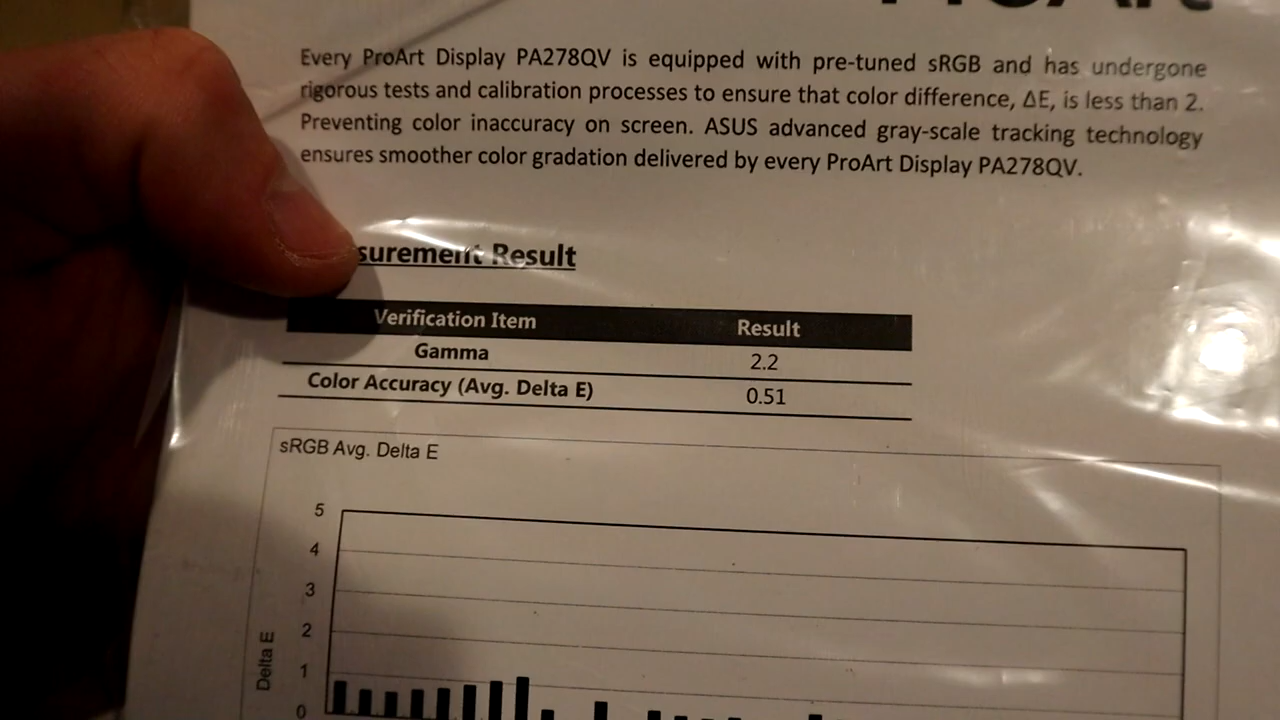 ProArt
Every ProArt Display PA278QV is equipped with pre-tuned sRGB and has undergone
rigorous tests and calibration processes to ensure that color difference, ΔE, is less than 2.
Preventing color inaccuracy on screen. ASUS advanced gray-scale tracking technology
ensures smoother color gradation delivered by every ProArt Display PA278QV.
surement Result
Verification Item Result
Gamma 2.2
Color Accuracy (Avg. Delta E) 0.51
sRGB Avg. Delta E
5
4
3
2
1
0
Delta E